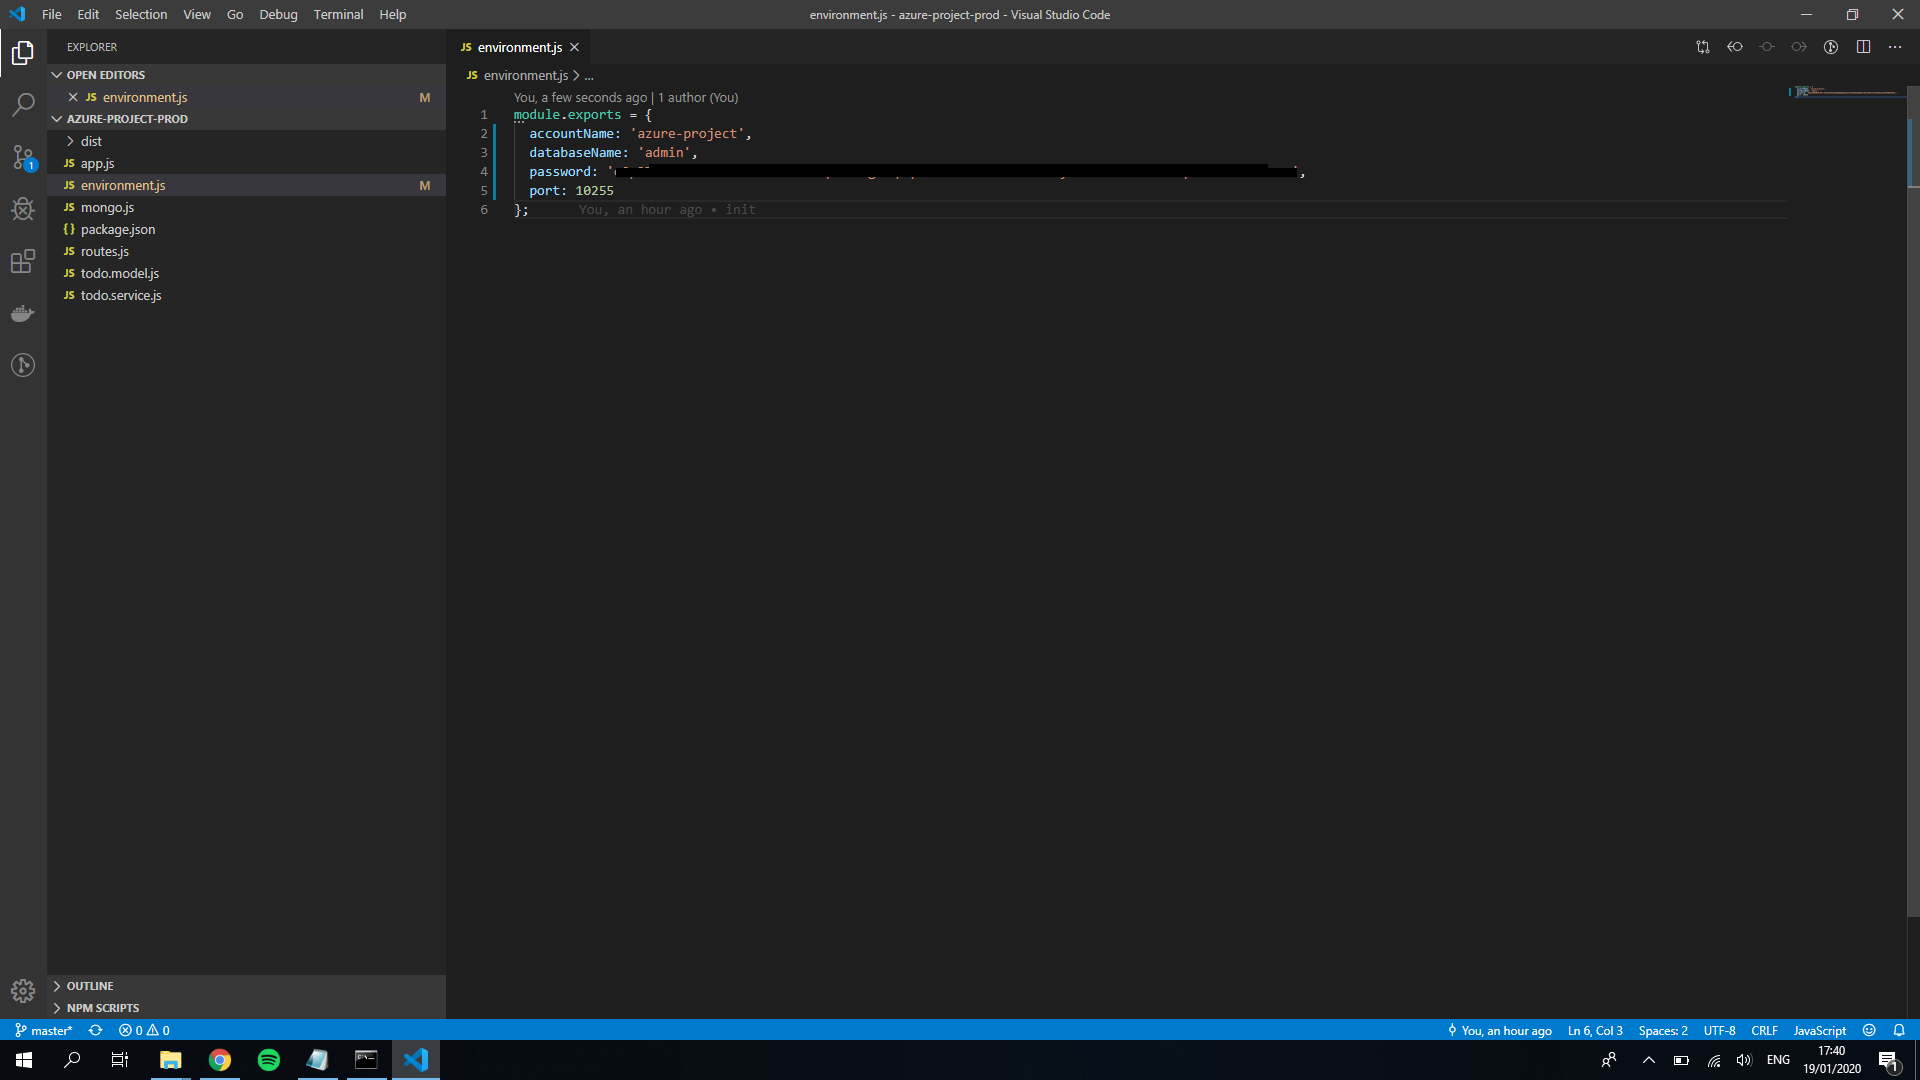 File Edit Selection View Go Debug Terminal Help
environment.js - azure-project-prod - Visual Studio Code
EXPLORER
OPEN EDITORS
JS environment.js M
AZURE-PROJECT-PROD
dist
JS app.js
JS environment.js M
JS mongo.js
{} package.json
JS routes.js
JS todo.model.js
JS todo.service.js
OUTLINE
NPM SCRIPTS
1
JS environment.js
JS environment.js > ...
You, a few seconds ago | 1 author (You)
1 module.exports = {
2 accountName: 'azure-project',
3 databaseName: 'admin',
4 password: ' ',
5 port: 10255
6 }; You, an hour ago • init
master* 0 0
You, an hour ago Ln 6, Col 3 Spaces: 2 UTF-8 CRLF JavaScript
ENG
17:40
19/01/2020
1